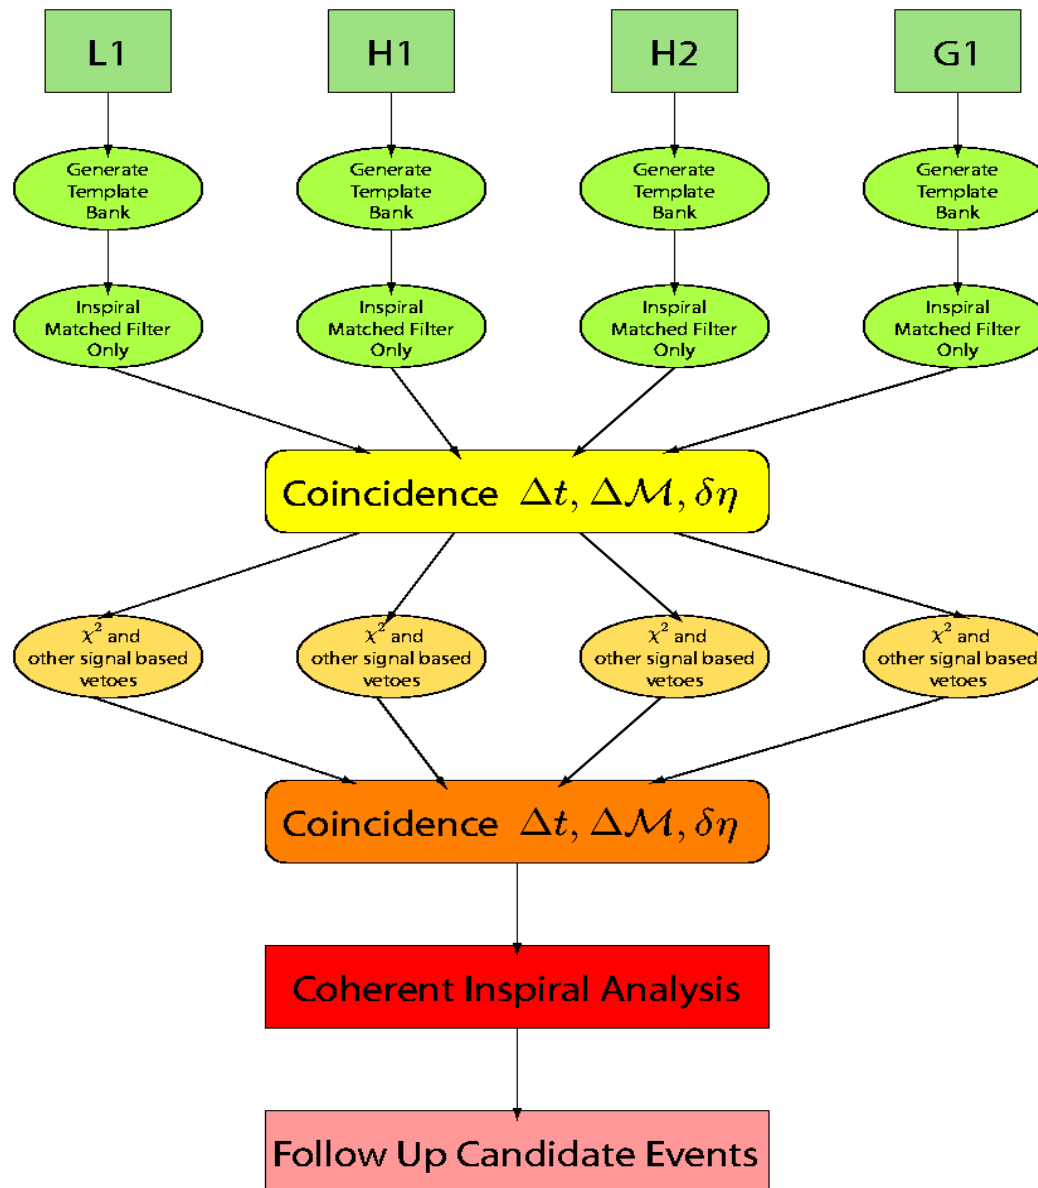 L1
H1
H2
G1
Generate
Template
Bank
Generate
Template
Bank
Generate
Template
Bank
Generate
Template
Bank
Inspiral
Matched Filter
Only
Inspiral
Matched Filter
Only
Inspiral
Matched Filter
Only
Inspiral
Matched Filter
Only
Coincidence Δt, Δℳ, δη
χ² and
other signal based
vetoes
χ² and
other signal based
vetoes
χ² and
other signal based
vetoes
χ² and
other signal based
vetoes
Coincidence Δt, Δℳ, δη
Coherent Inspiral Analysis
Follow Up Candidate Events